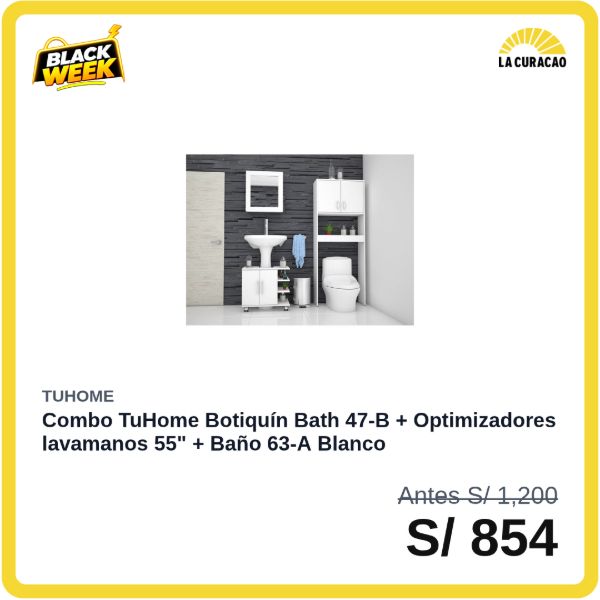 BLACK
WEEK
LA CURACAO
TUHOME
Combo TuHome Botiquín Bath 47-B + Optimizadores
lavamanos 55" + Baño 63-A Blanco
Antes S/ 1,200
S/ 854